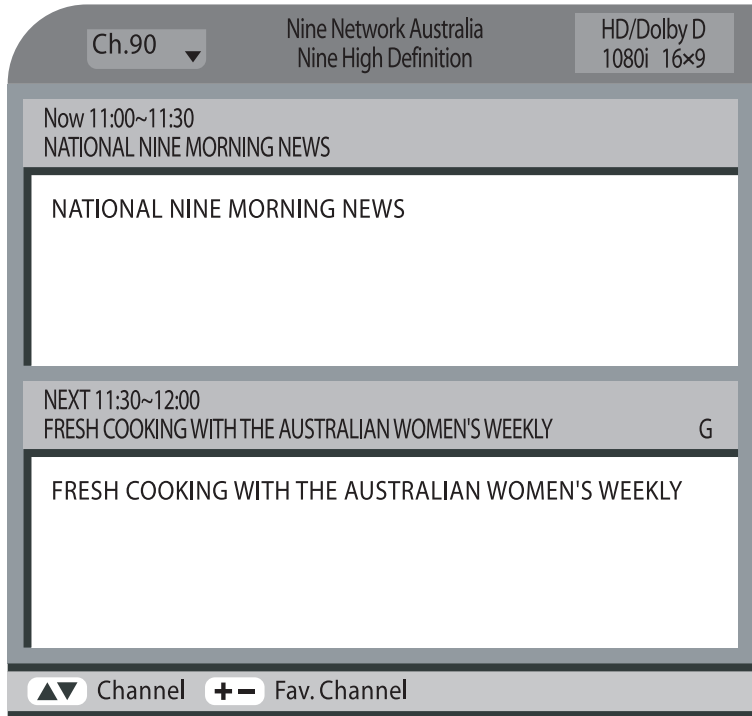 Ch.90
Nine Network Australia
Nine High Definition
HD/Dolby D
1080i 16×9
Now 11:00~11:30
NATIONAL NINE MORNING NEWS
NATIONAL NINE MORNING NEWS
NEXT 11:30~12:00
FRESH COOKING WITH THE AUSTRALIAN WOMEN'S WEEKLY G
FRESH COOKING WITH THE AUSTRALIAN WOMEN'S WEEKLY
▲▼ Channel +− Fav. Channel